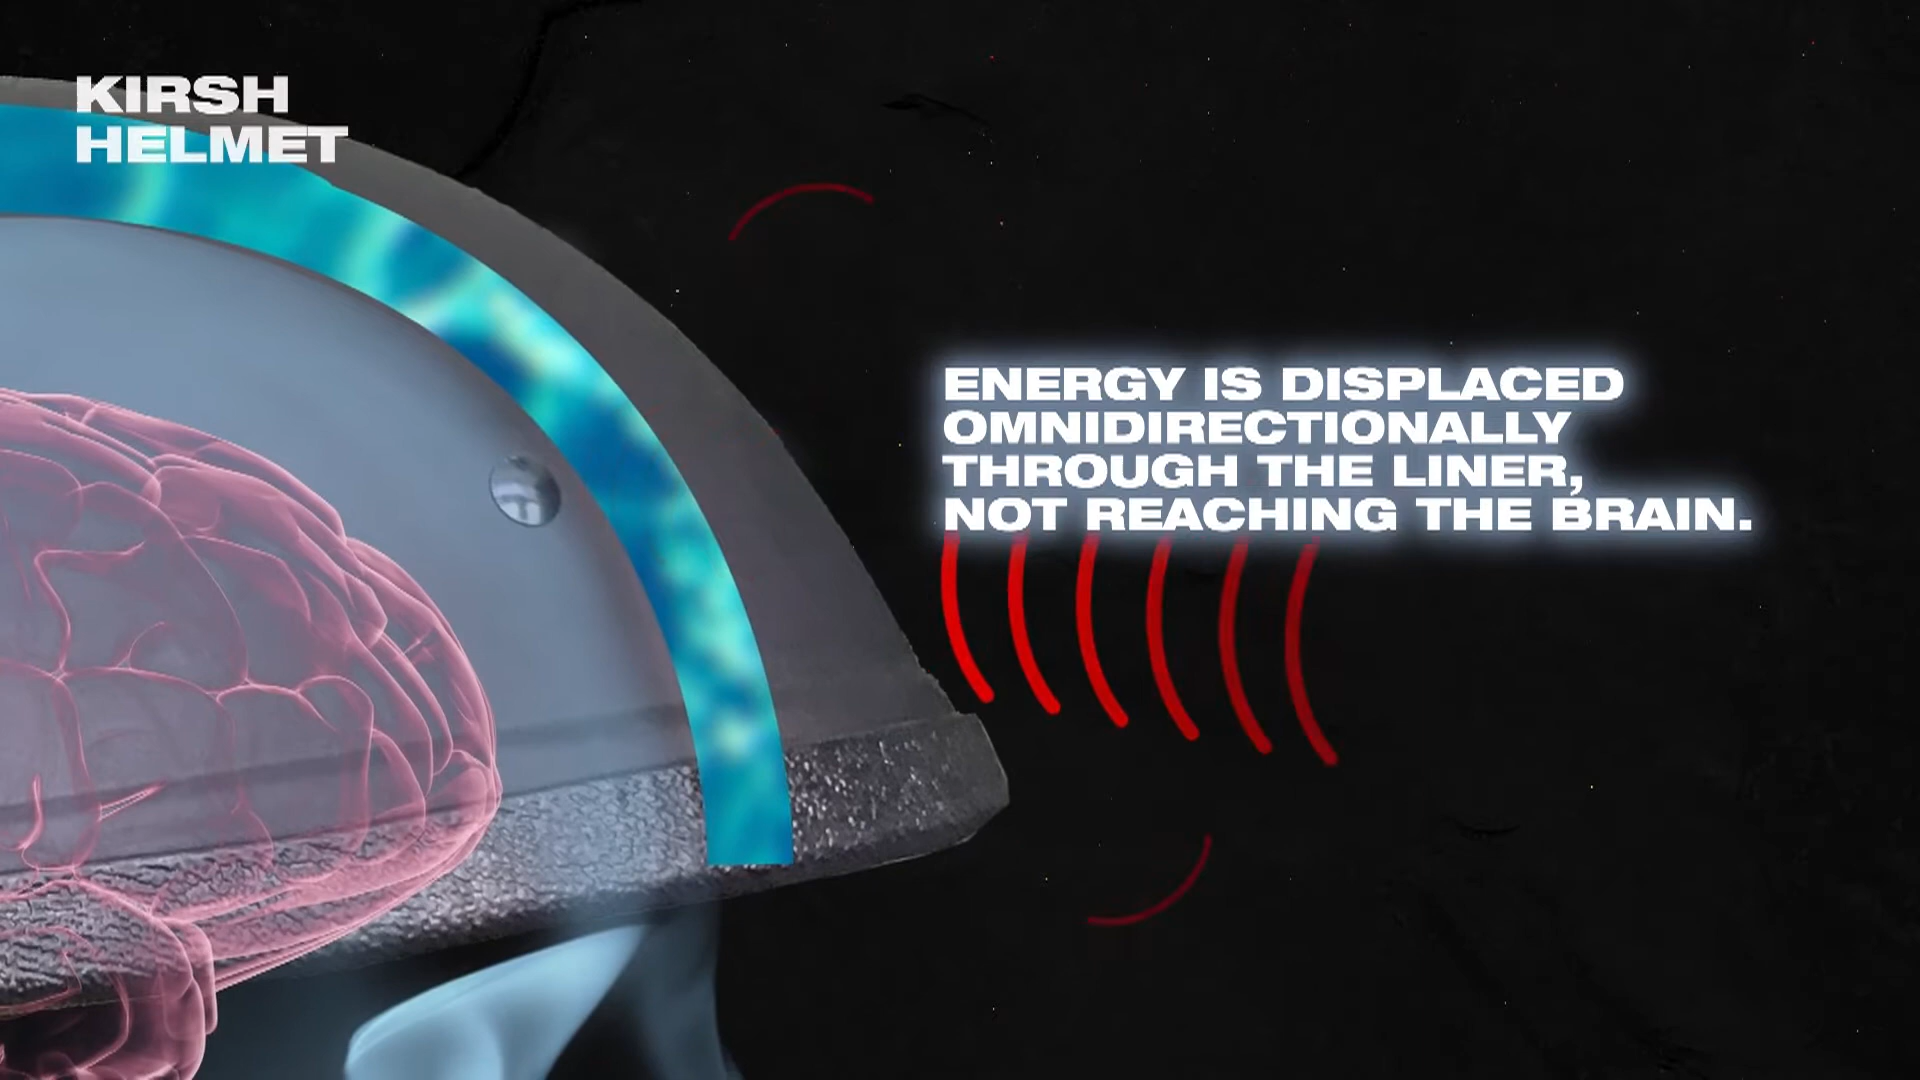 KIRSH
HELMET
ENERGY IS DISPLACED
OMNIDIRECTIONALLY
THROUGH THE LINER,
NOT REACHING THE BRAIN.